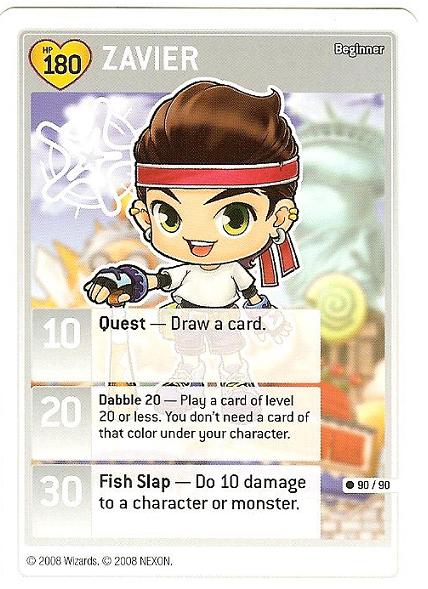 HP
180
ZAVIER
Beginner
10
Quest — Draw a card.
20
Dabble 20 — Play a card of level
20 or less. You don't need a card of
that color under your character.
30
Fish Slap — Do 10 damage
to a character or monster.
● 90 / 90
© 2008 Wizards. © 2008 NEXON.